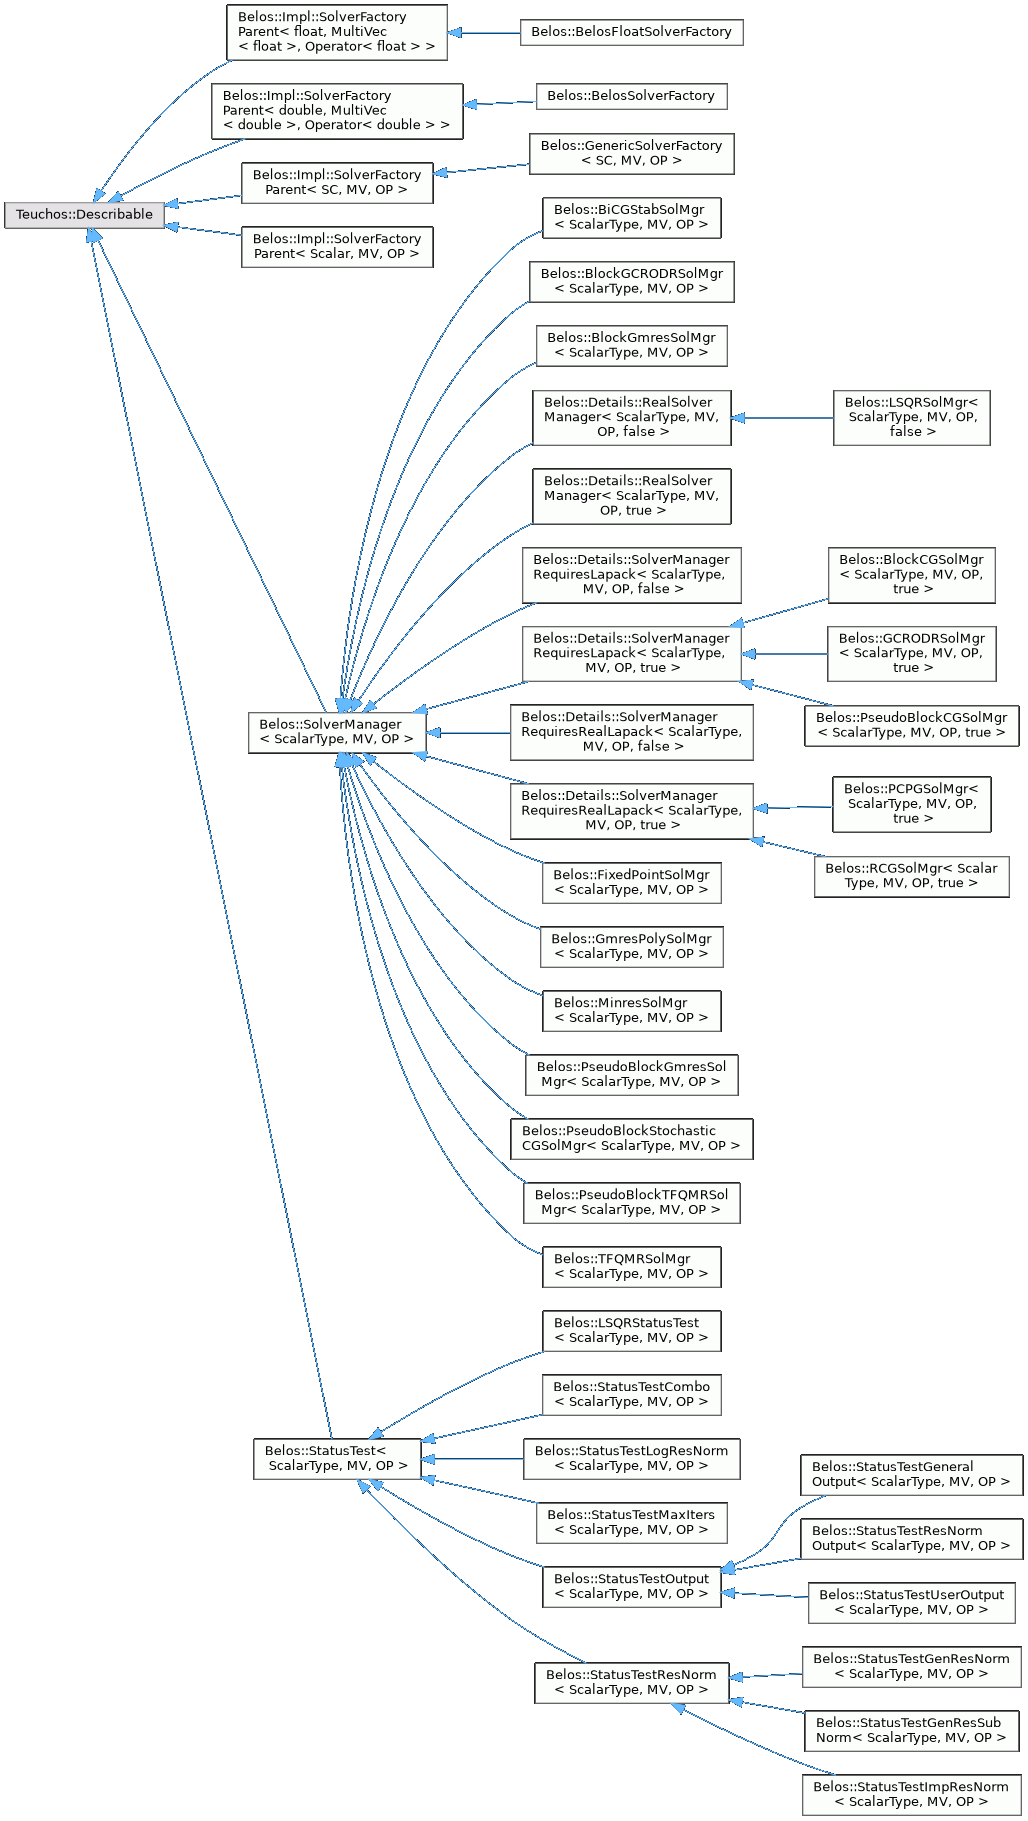 Belos::Impl::SolverFactory
Parent< float, MultiVec
< float >, Operator< float > >
Belos::BelosFloatSolverFactory
Belos::Impl::SolverFactory
Parent< double, MultiVec
< double >, Operator< double > >
Belos::BelosSolverFactory
Belos::GenericSolverFactory
< SC, MV, OP >
Belos::Impl::SolverFactory
Parent< SC, MV, OP >
Teuchos::Describable
Belos::Impl::SolverFactory
Parent< Scalar, MV, OP >
Belos::BiCGStabSolMgr
< ScalarType, MV, OP >
Belos::BlockGCRODRSolMgr
< ScalarType, MV, OP >
Belos::BlockGmresSolMgr
< ScalarType, MV, OP >
Belos::Details::RealSolver
Manager< ScalarType, MV,
OP, false >
Belos::LSQRSolMgr<
ScalarType, MV, OP,
false >
Belos::Details::RealSolver
Manager< ScalarType, MV,
OP, true >
Belos::Details::SolverManager
RequiresLapack< ScalarType,
MV, OP, false >
Belos::BlockCGSolMgr
< ScalarType, MV, OP,
true >
Belos::Details::SolverManager
RequiresLapack< ScalarType,
MV, OP, true >
Belos::GCRODRSolMgr
< ScalarType, MV, OP,
true >
Belos::PseudoBlockCGSolMgr
< ScalarType, MV, OP, true >
Belos::SolverManager
< ScalarType, MV, OP >
Belos::Details::SolverManager
RequiresRealLapack< ScalarType,
MV, OP, false >
Belos::Details::SolverManager
RequiresRealLapack< ScalarType,
MV, OP, true >
Belos::PCPGSolMgr<
ScalarType, MV, OP,
true >
Belos::RCGSolMgr< Scalar
Type, MV, OP, true >
Belos::FixedPointSolMgr
< ScalarType, MV, OP >
Belos::GmresPolySolMgr
< ScalarType, MV, OP >
Belos::MinresSolMgr
< ScalarType, MV, OP >
Belos::PseudoBlockGmresSol
Mgr< ScalarType, MV, OP >
Belos::PseudoBlockStochastic
CGSolMgr< ScalarType, MV, OP >
Belos::PseudoBlockTFQMRSol
Mgr< ScalarType, MV, OP >
Belos::TFQMRSolMgr
< ScalarType, MV, OP >
Belos::LSQRStatusTest
< ScalarType, MV, OP >
Belos::StatusTestCombo
< ScalarType, MV, OP >
Belos::StatusTest<
ScalarType, MV, OP >
Belos::StatusTestLogResNorm
< ScalarType, MV, OP >
Belos::StatusTestGeneral
Output< ScalarType, MV, OP >
Belos::StatusTestMaxIters
< ScalarType, MV, OP >
Belos::StatusTestResNorm
Output< ScalarType, MV, OP >
Belos::StatusTestOutput
< ScalarType, MV, OP >
Belos::StatusTestUserOutput
< ScalarType, MV, OP >
Belos::StatusTestResNorm
< ScalarType, MV, OP >
Belos::StatusTestGenResNorm
< ScalarType, MV, OP >
Belos::StatusTestGenResSub
Norm< ScalarType, MV, OP >
Belos::StatusTestImpResNorm
< ScalarType, MV, OP >